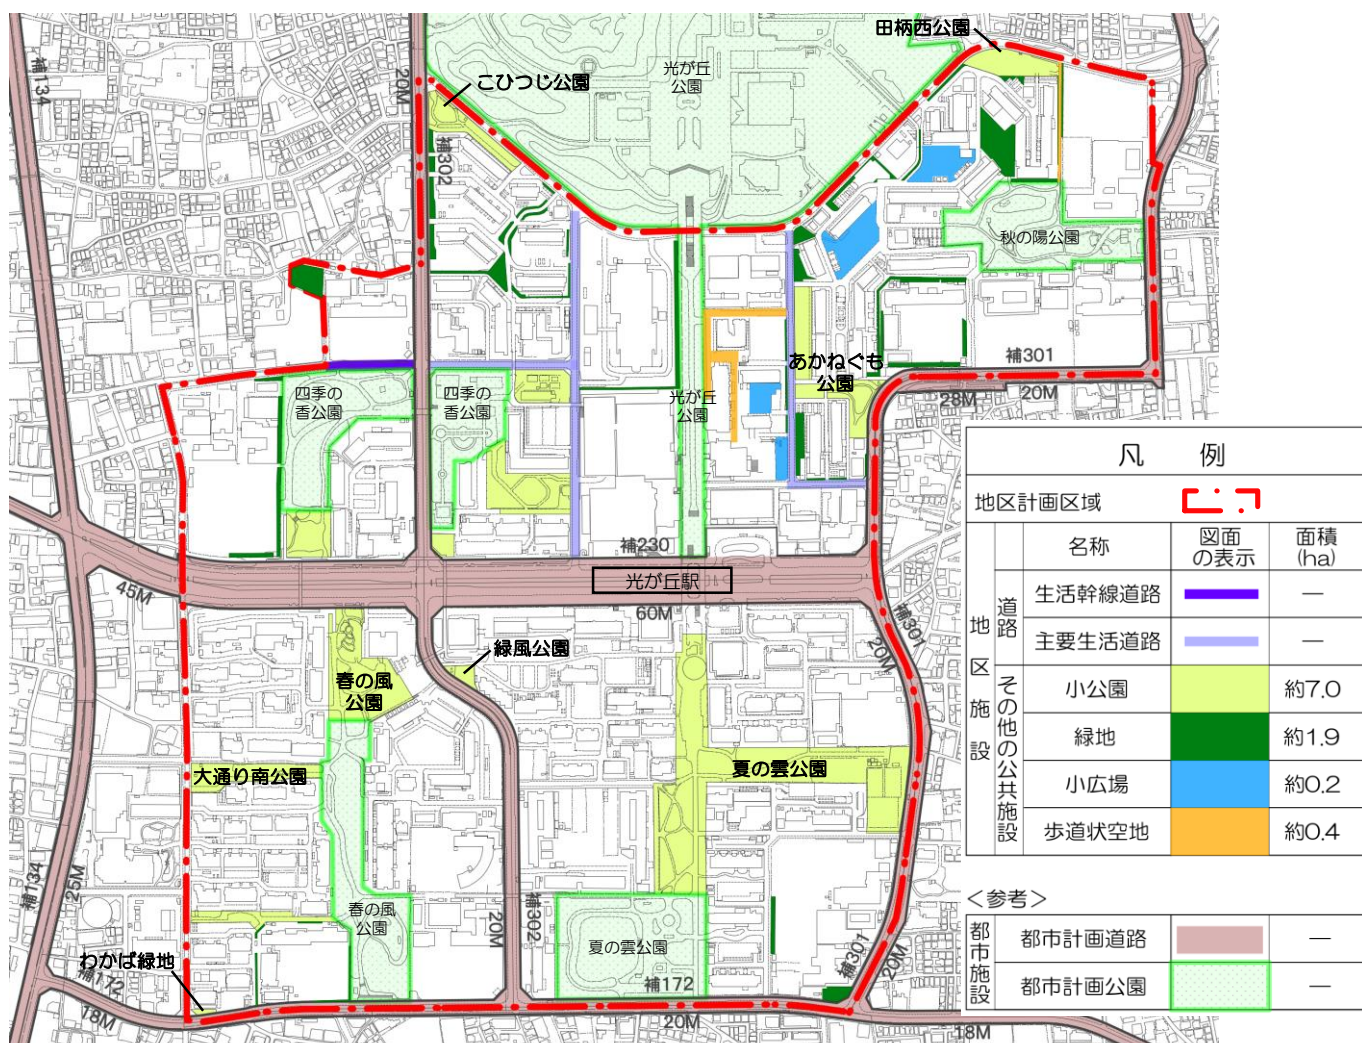 田柄西公園
光が丘
公園
こひつじ公園
補134
20M
補302
秋の陽公園
あかねぐも
公園
補301
28M
20M
四季の
香公園
四季の
香公園
光が丘
公園
補230
光が丘駅
45M
60M
補301
20M
緑風公園
春の風
公園
大通り南公園
夏の雲公園
補134
25M
春の風
公園
20M
補302
夏の雲公園
わかば緑地
補172
18M
補172
20M
補301
20M
18M
凡 例
地区計画区域
名称
図面
の表示
面積
(ha)
地区施設
道路
生活幹線道路
―
主要生活道路
―
その他の公共施設
小公園
約7.0
緑地
約1.9
小広場
約0.2
歩道状空地
約0.4
<参考>
都市施設
都市計画道路
―
都市計画公園
―